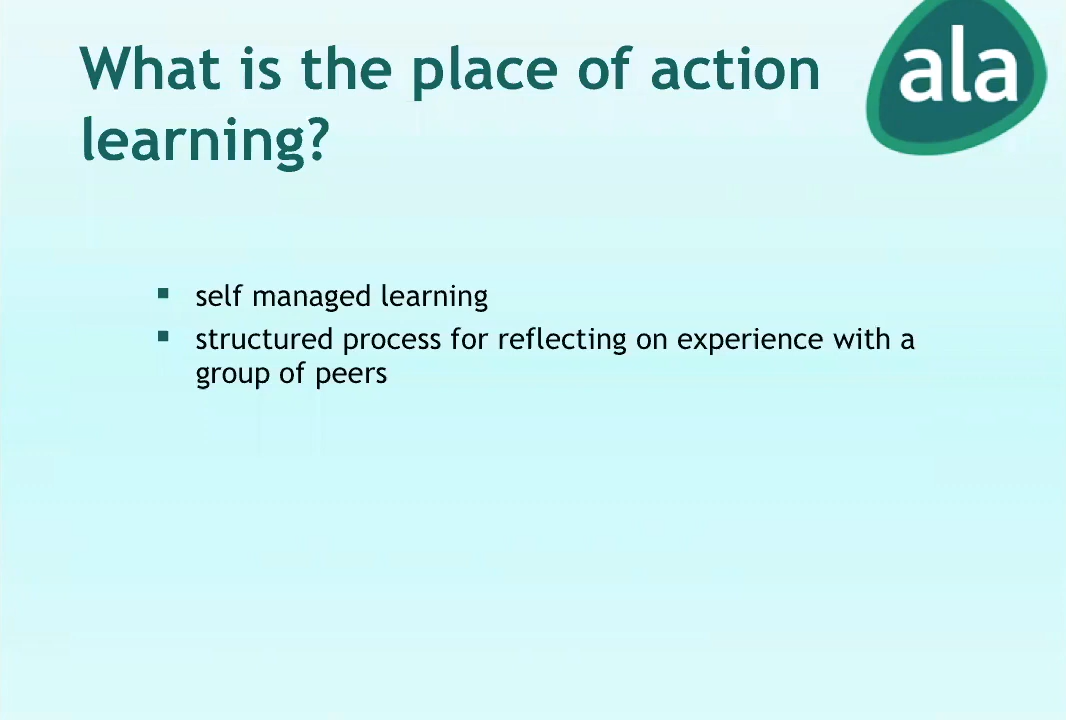 What is the place of action
learning?
ala
▪ self managed learning
▪ structured process for reflecting on experience with a
group of peers